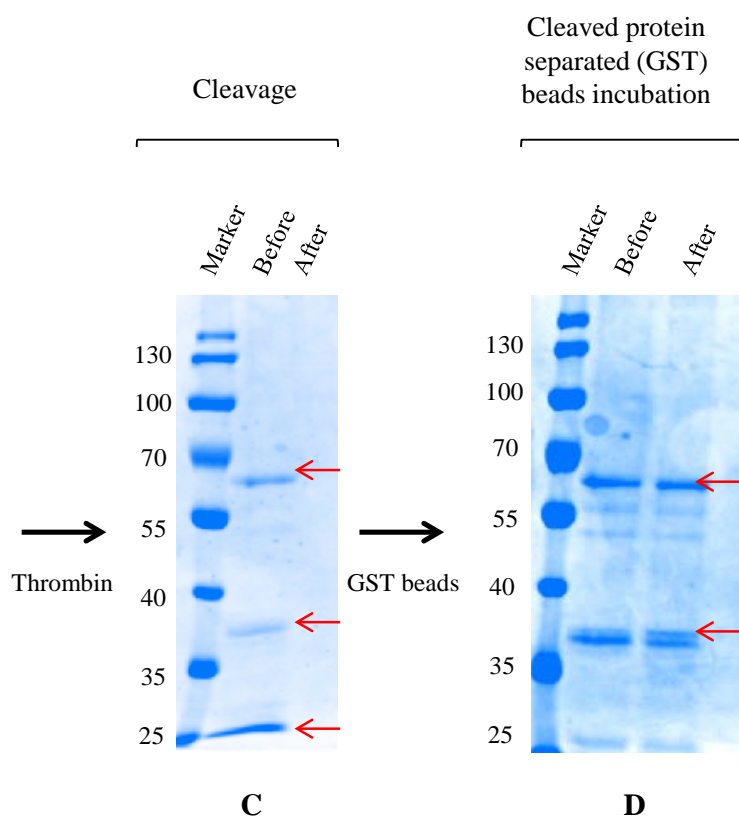 Cleavage
Cleaved protein
separated (GST)
beads incubation
Marker
Before
After
Marker
Before
After
130
100
70
55
40
35
25
130
100
70
55
40
35
25
Thrombin
GST beads
C
D